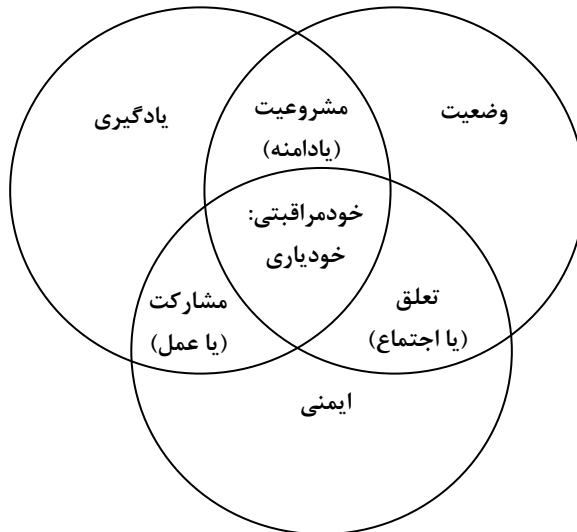 وضعیت
مشروعیت
(یادامنه)
یادگیری
خودمراقبتی:
خودیاری
تعلق
(یا اجتماع)
مشارکت
(یا عمل)
ایمنی